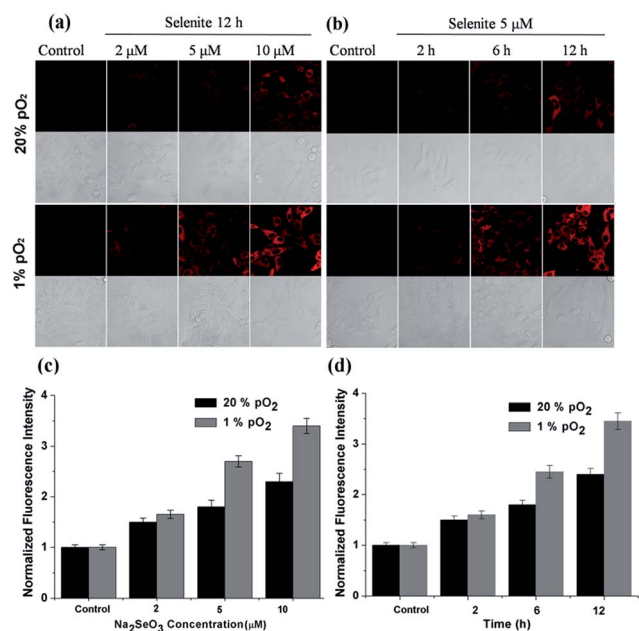 (a)
Selenite 12 h
Control 2 μM 5 μM 10 μM
(b)
Selenite 5 μM
Control 2 h 6 h 12 h
20% pO₂
1% pO₂
(c)
Normalized Fluorescence Intensity
4
3
2
1
0
20 % pO₂
1 % pO₂
Control 2 5 10
Na₂SeO₃ Concentration(μM)
(d)
Normalized Fluorescence Intensity
4
3
2
1
0
20 % pO₂
1 % pO₂
Control 2 6 12
Time (h)